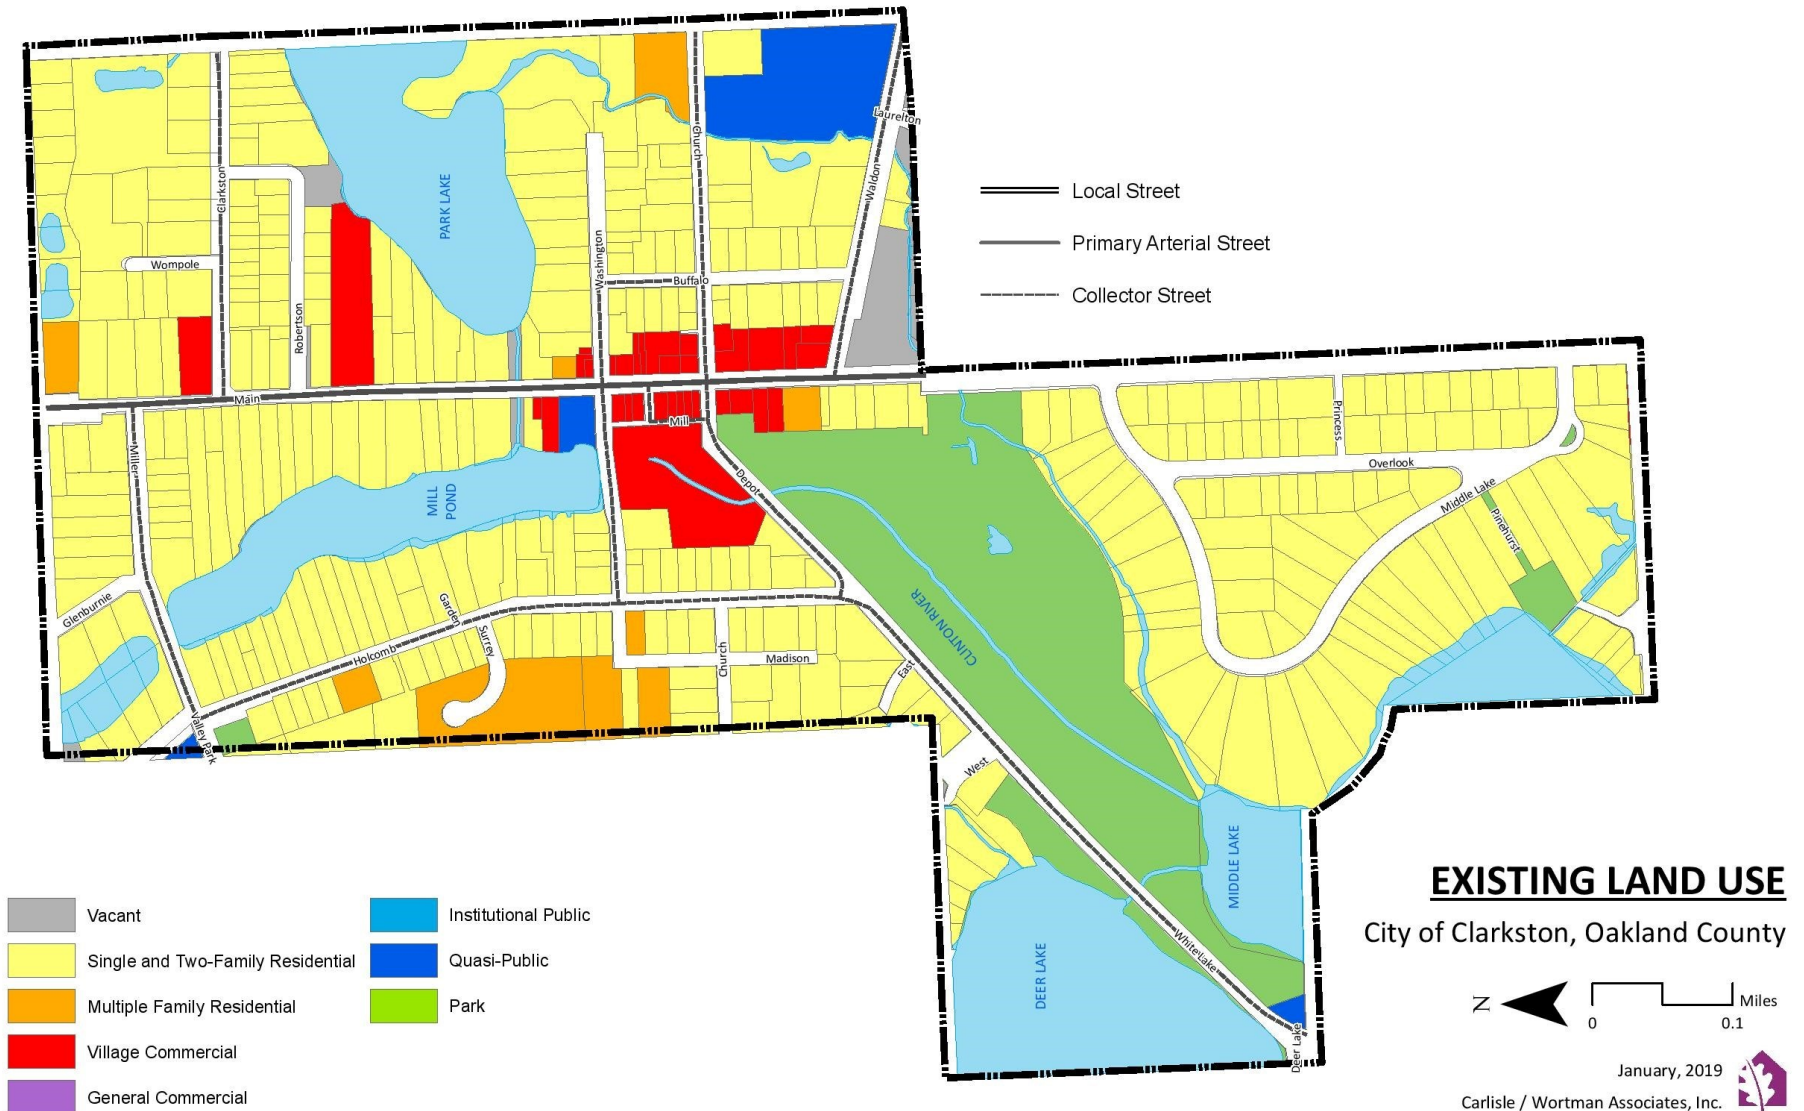 Laurelton
Church
Clarkston
Waldon
PARK LAKE
Local Street
Primary Arterial Street
Collector Street
Wompole
Washington
Buffalo
Robertson
Main
Mill
Princess
Miller
Overlook
Depot
MILL
POND
Middle Lake
Pinehurst
Glenburnie
Garden
Surrey
CLINTON RIVER
Holcomb
Church
Madison
East
Valley Park
West
MIDDLE LAKE
DEER LAKE
White Lake
Deer Lake
EXISTING LAND USE
City of Clarkston, Oakland County
N
Miles
0 0.1
January, 2019
Carlisle / Wortman Associates, Inc.
Vacant
Single and Two-Family Residential
Multiple Family Residential
Village Commercial
General Commercial
Institutional Public
Quasi-Public
Park